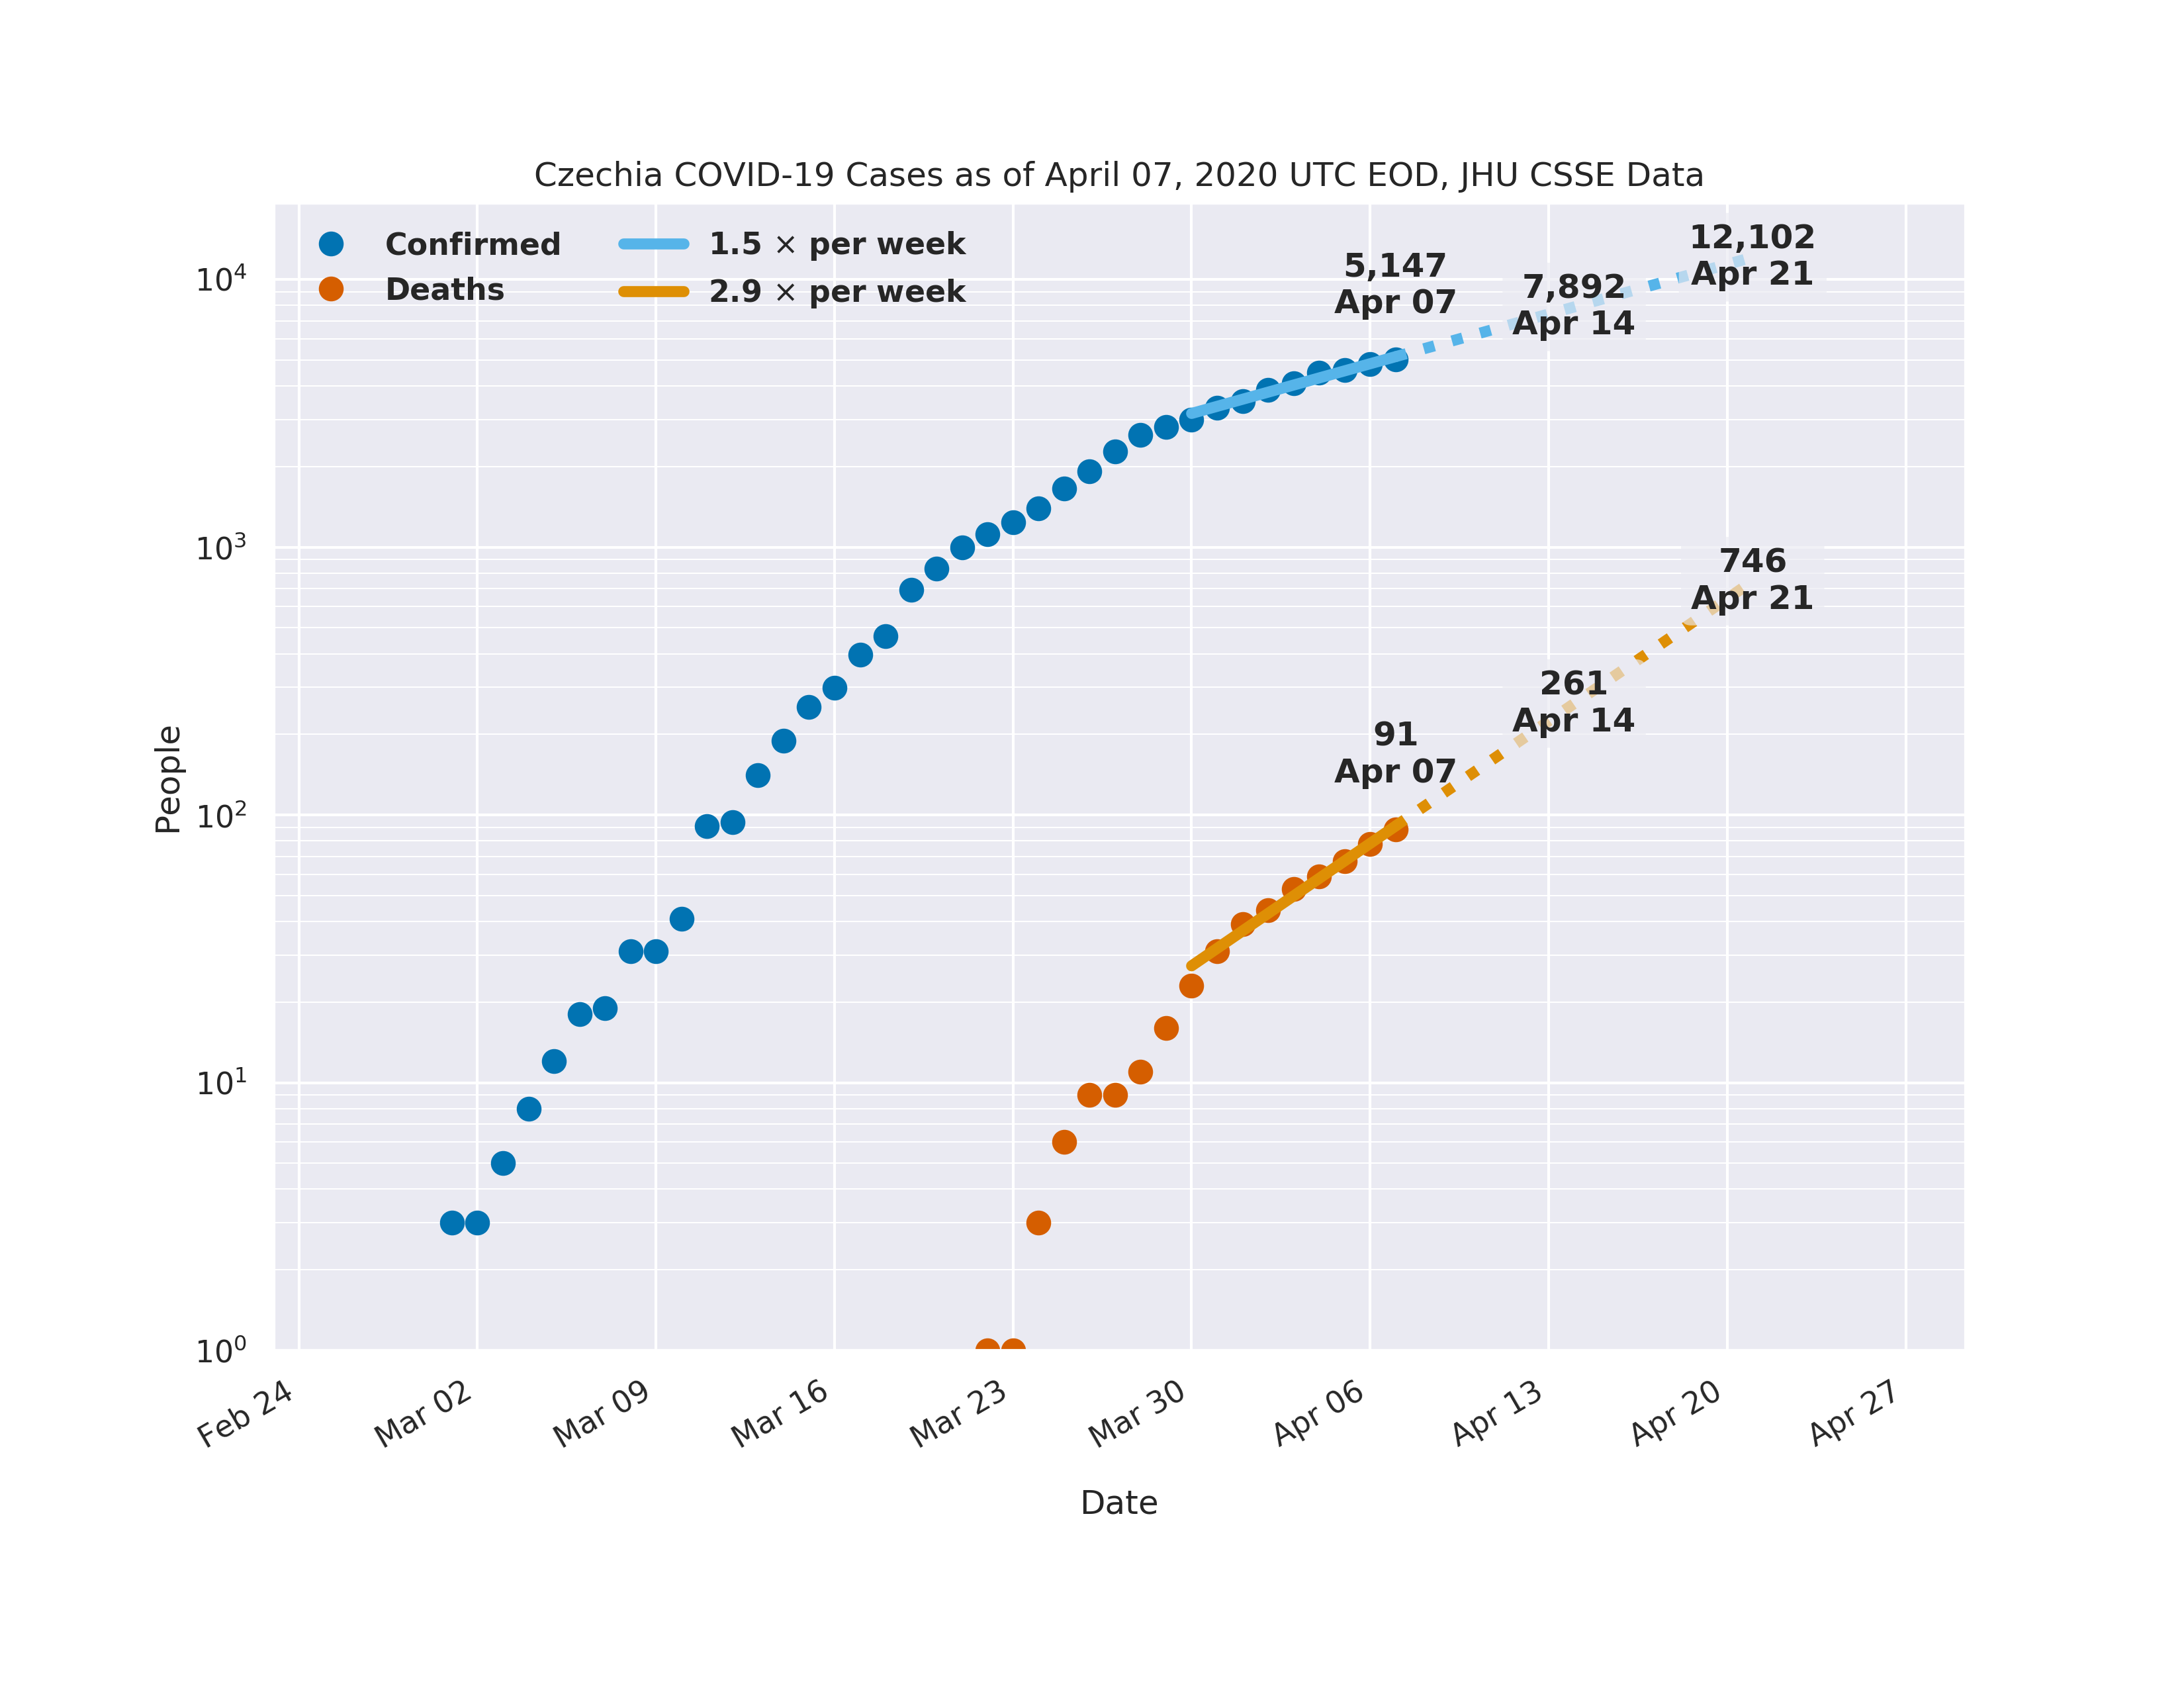 Czechia COVID-19 Cases as of April 07, 2020 UTC EOD, JHU CSSE Data
Confirmed
Deaths
1.5 × per week
2.9 × per week
12,102
Apr 21
5,147
Apr 07
7,892
Apr 14
746
Apr 21
261
Apr 14
91
Apr 07
10⁴
10³
10²
10¹
10⁰
People
Feb 24
Mar 02
Mar 09
Mar 16
Mar 23
Mar 30
Apr 06
Apr 13
Apr 20
Apr 27
Date